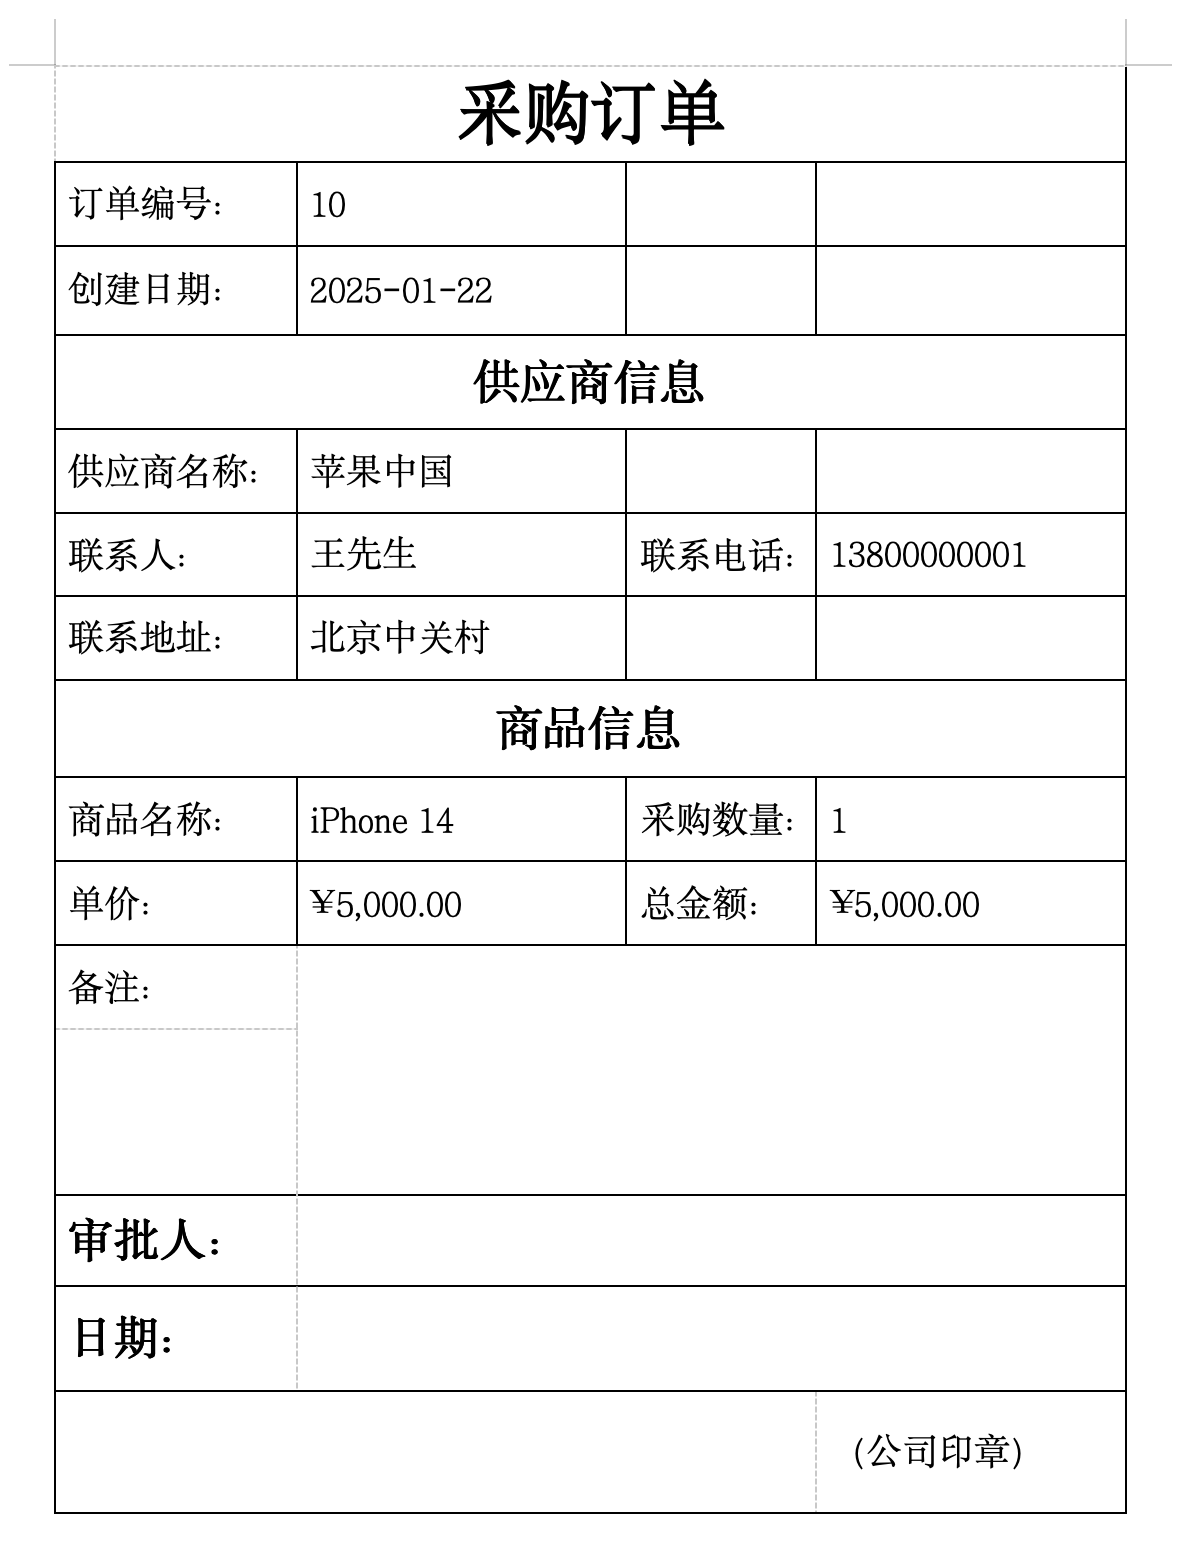 采购订单
订单编号: 10
创建日期: 2025-01-22
供应商信息
供应商名称: 苹果中国
联系人: 王先生 联系电话: 13800000001
联系地址: 北京中关村
商品信息
商品名称: iPhone 14 采购数量: 1
单价: ¥5,000.00 总金额: ¥5,000.00
备注:
审批人:
日期:
(公司印章)